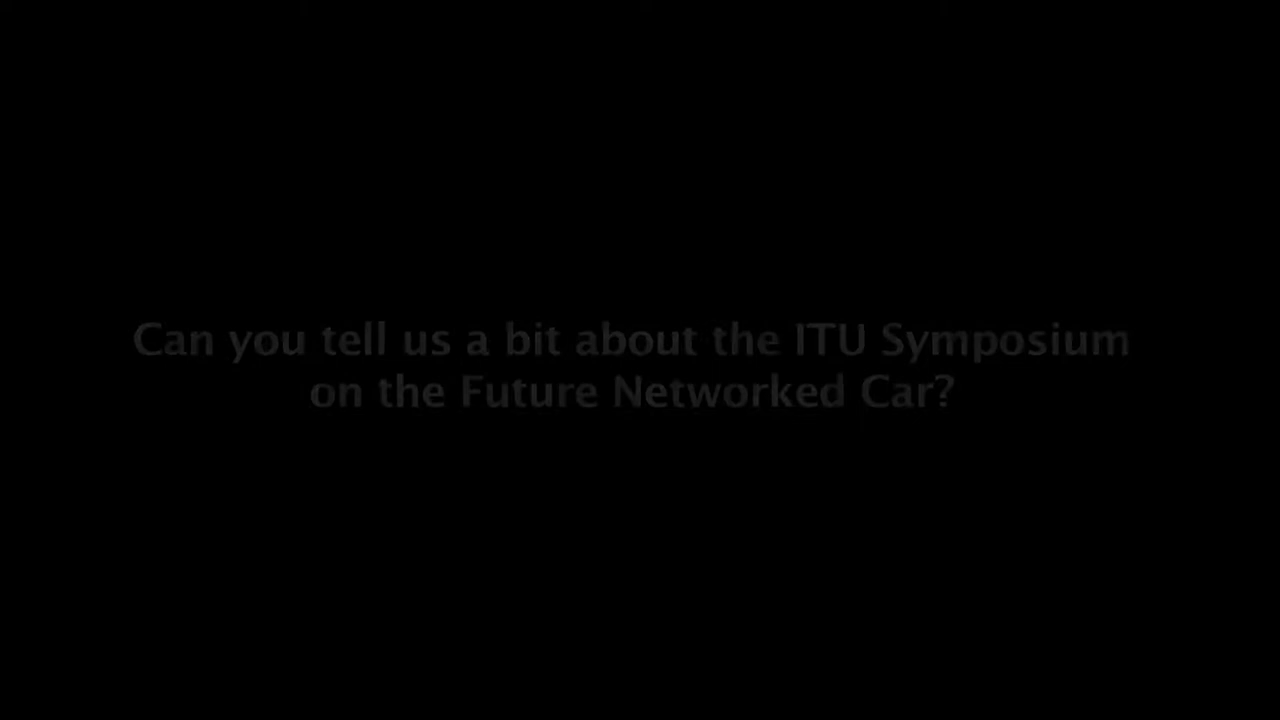 Can you tell us a bit about the ITU Symposium
on the Future Networked Car?